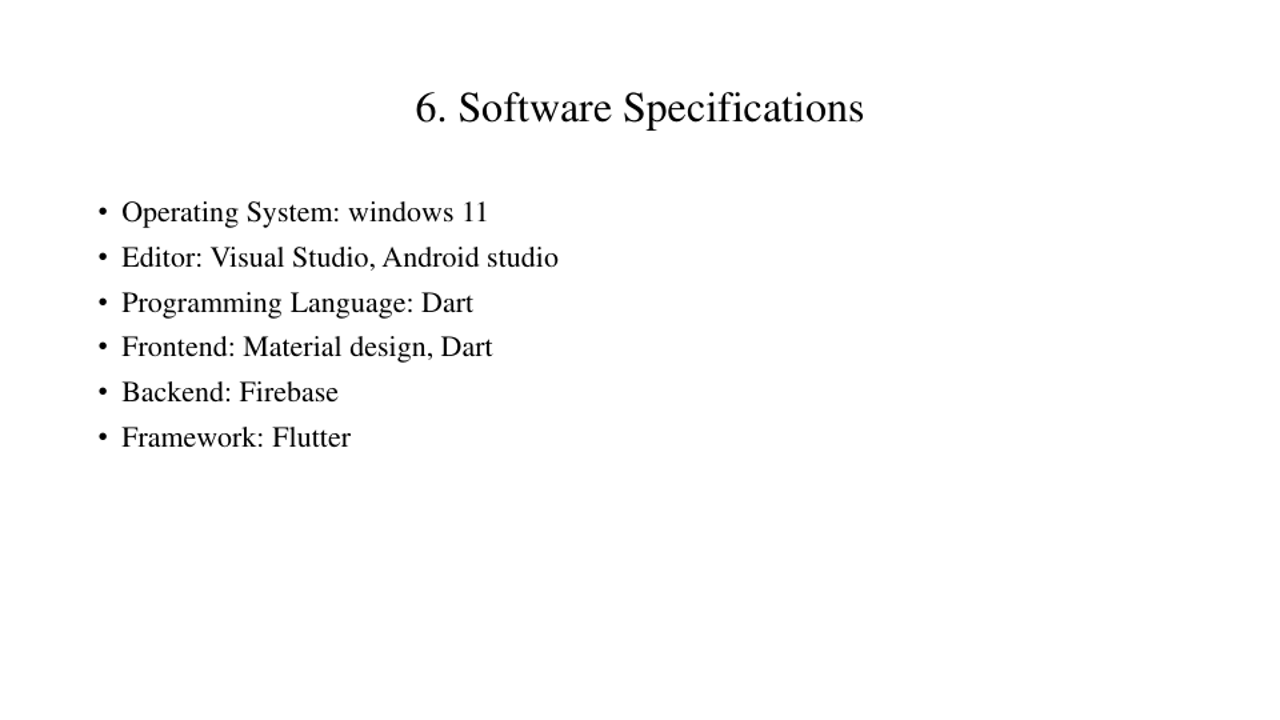 6. Software Specifications
• Operating System: windows 11
• Editor: Visual Studio, Android studio
• Programming Language: Dart
• Frontend: Material design, Dart
• Backend: Firebase
• Framework: Flutter